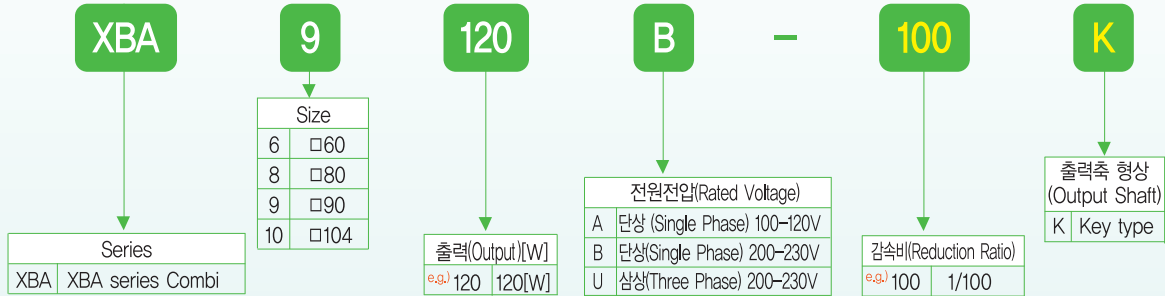 XBA 9 120 B - 100 K
Size
6 □60
8 □80
9 □90
10 □104
Series
XBA XBA series Combi
출력(Output)[W]
e.g.) 120 120[W]
전원전압(Rated Voltage)
A 단상 (Single Phase) 100-120V
B 단상(Single Phase) 200-230V
U 삼상(Three Phase) 200-230V
감속비(Reduction Ratio)
e.g.) 100 1/100
출력축 형상
(Output Shaft)
K Key type